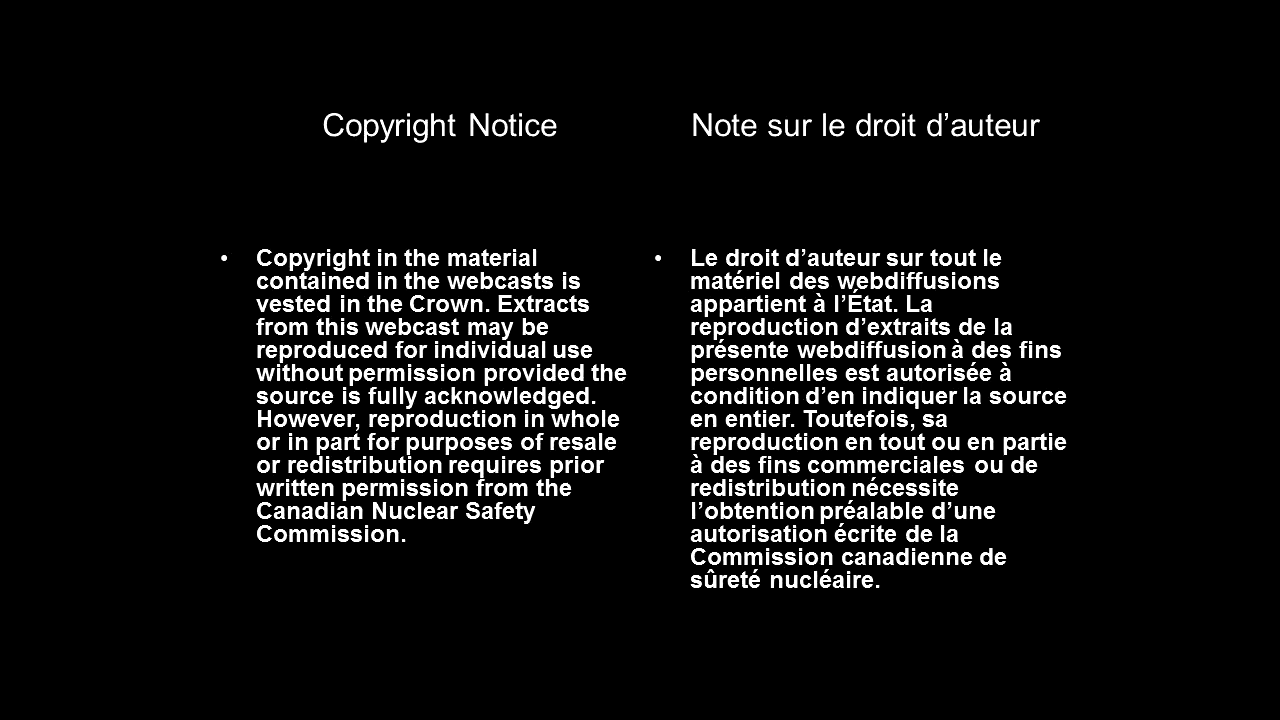 Copyright Notice
• Copyright in the material
contained in the webcasts is
vested in the Crown. Extracts
from this webcast may be
reproduced for individual use
without permission provided the
source is fully acknowledged.
However, reproduction in whole
or in part for purposes of resale
or redistribution requires prior
written permission from the
Canadian Nuclear Safety
Commission.
Note sur le droit d’auteur
• Le droit d’auteur sur tout le
matériel des webdiffusions
appartient à l’État. La
reproduction d’extraits de la
présente webdiffusion à des fins
personnelles est autorisée à
condition d’en indiquer la source
en entier. Toutefois, sa
reproduction en tout ou en partie
à des fins commerciales ou de
redistribution nécessite
l’obtention préalable d’une
autorisation écrite de la
Commission canadienne de
sûreté nucléaire.